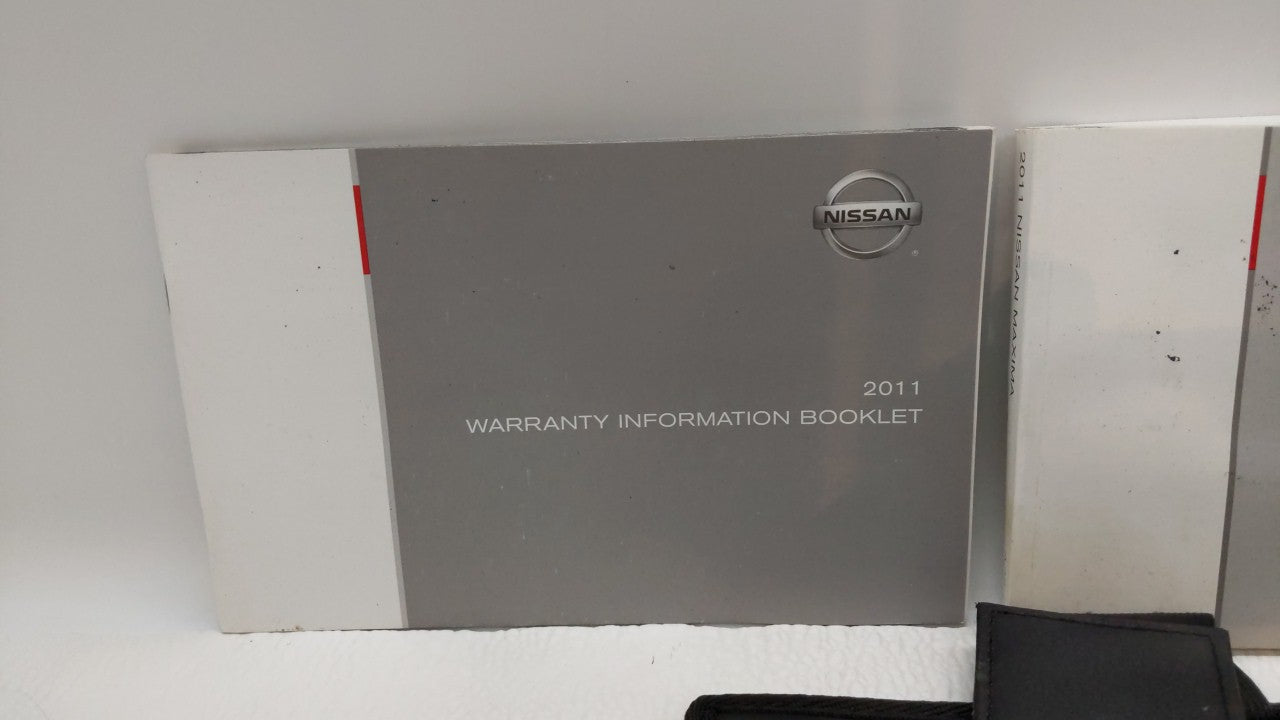 NISSAN
®
2011
WARRANTY INFORMATION BOOKLET
2011 NISSAN MAXIMA